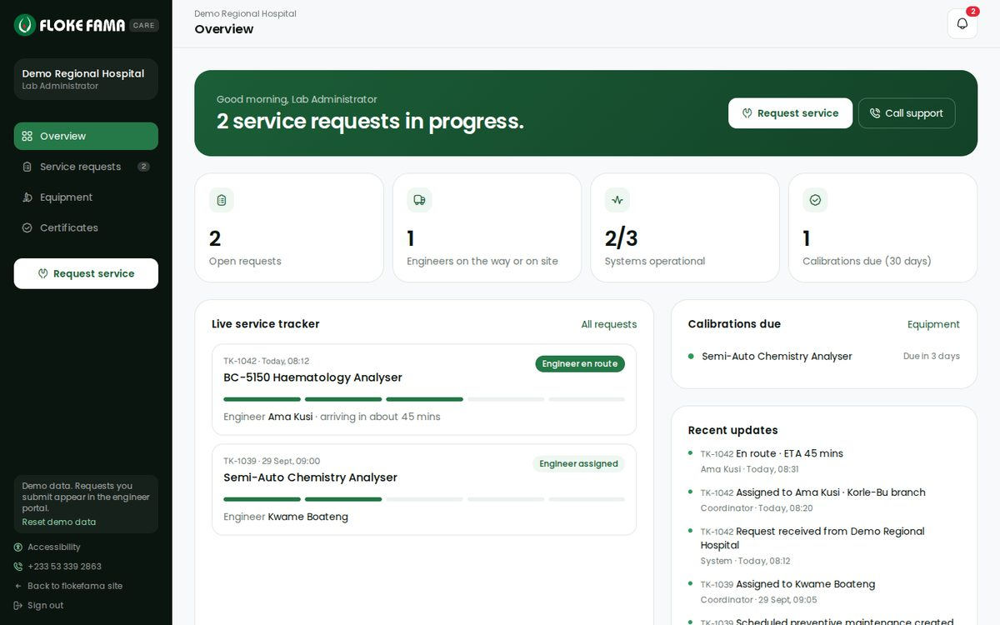 FLOKE FAMA CARE
Demo Regional Hospital
Lab Administrator
Overview
Service requests 2
Equipment
Certificates
Request service
Demo data. Requests you
submit appear in the engineer
portal.
Reset demo data
Accessibility
+233 53 339 2863
← Back to flokefama site
Sign out
Demo Regional Hospital
Overview
2
Good morning, Lab Administrator
2 service requests in progress.
Request service
Call support
2
Open requests
1
Engineers on the way or on site
2/3
Systems operational
1
Calibrations due (30 days)
Live service tracker
All requests
TK-1042 · Today, 08:12
Engineer en route
BC-5150 Haematology Analyser
Engineer Ama Kusi · arriving in about 45 mins
TK-1039 · 29 Sept, 09:00
Engineer assigned
Semi-Auto Chemistry Analyser
Engineer Kwame Boateng
Calibrations due
Equipment
Semi-Auto Chemistry Analyser
Due in 3 days
Recent updates
TK-1042 En route · ETA 45 mins
Ama Kusi · Today, 08:31
TK-1042 Assigned to Ama Kusi · Korle-Bu branch
Coordinator · Today, 08:20
TK-1042 Request received from Demo Regional
Hospital
System · Today, 08:12
TK-1039 Assigned to Kwame Boateng
Coordinator · 29 Sept, 09:05
TK-1039 Scheduled preventive maintenance created